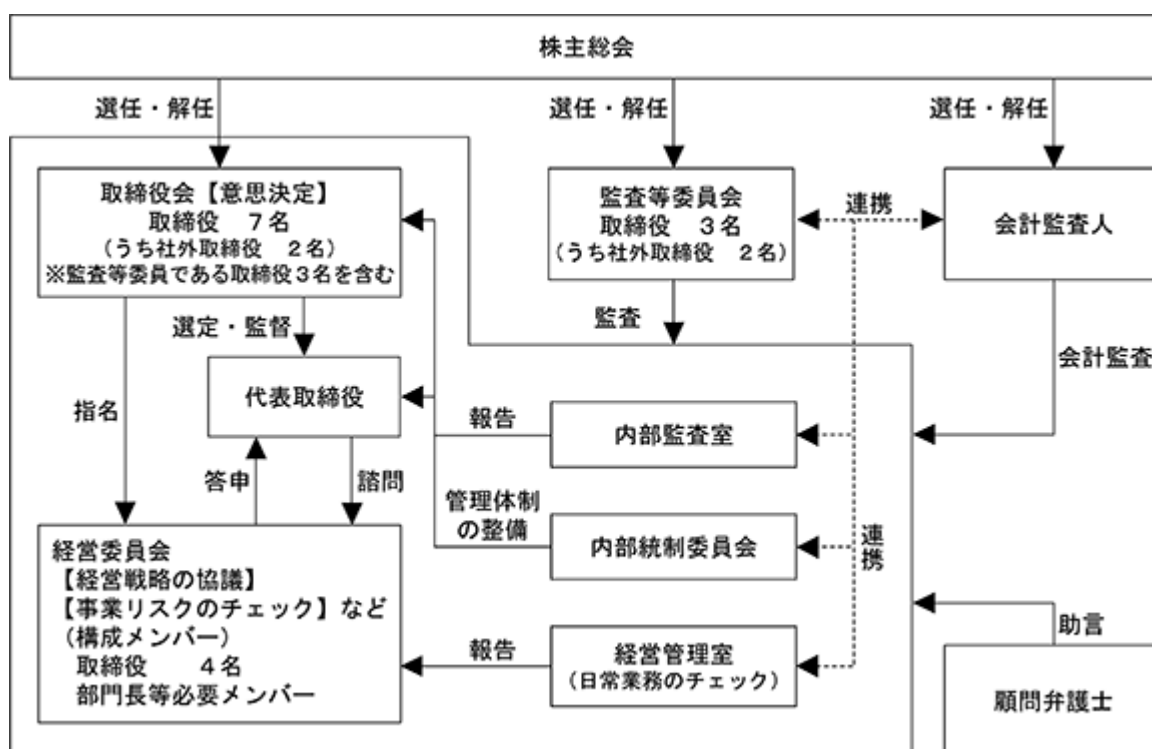 株主総会
選任・解任
選任・解任
選任・解任
取締役会【意思決定】
取締役　７名
（うち社外取締役　２名）
※監査等委員である取締役３名を含む
監査等委員会
取締役　３名
（うち社外取締役　２名）
連携
会計監査人
選定・監督
監査
会計監査
指名
代表取締役
報告
内部監査室
答申
諮問
管理体制
の整備
内部統制委員会
連携
経営委員会
【経営戦略の協議】
【事業リスクのチェック】など
（構成メンバー）
取締役　　４名
部門長等必要メンバー
報告
経営管理室
（日常業務のチェック）
助言
顧問弁護士